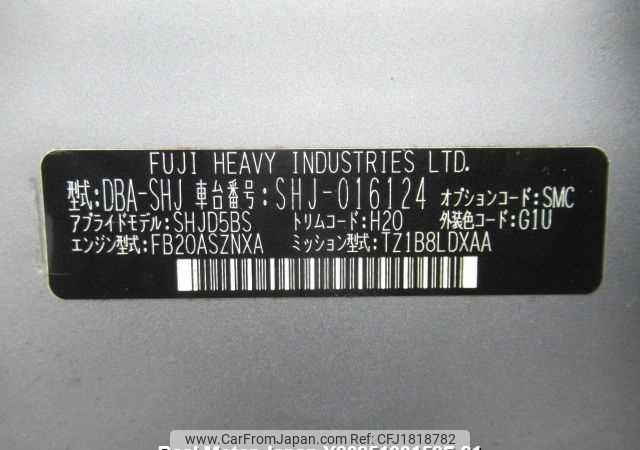 FUJI HEAVY INDUSTRIES LTD.
型式:DBA-SHJ 車台番号:SHJ-016124 オプションコード:SMC
アプライドモデル:SHJD5BS トリムコード:H20 外装色コード:G1U
エンジン型式:FB20ASZNXA ミッション型式:TZ1B8LDXAA
www.CarFromJapan.com - ID: CFJ1818782